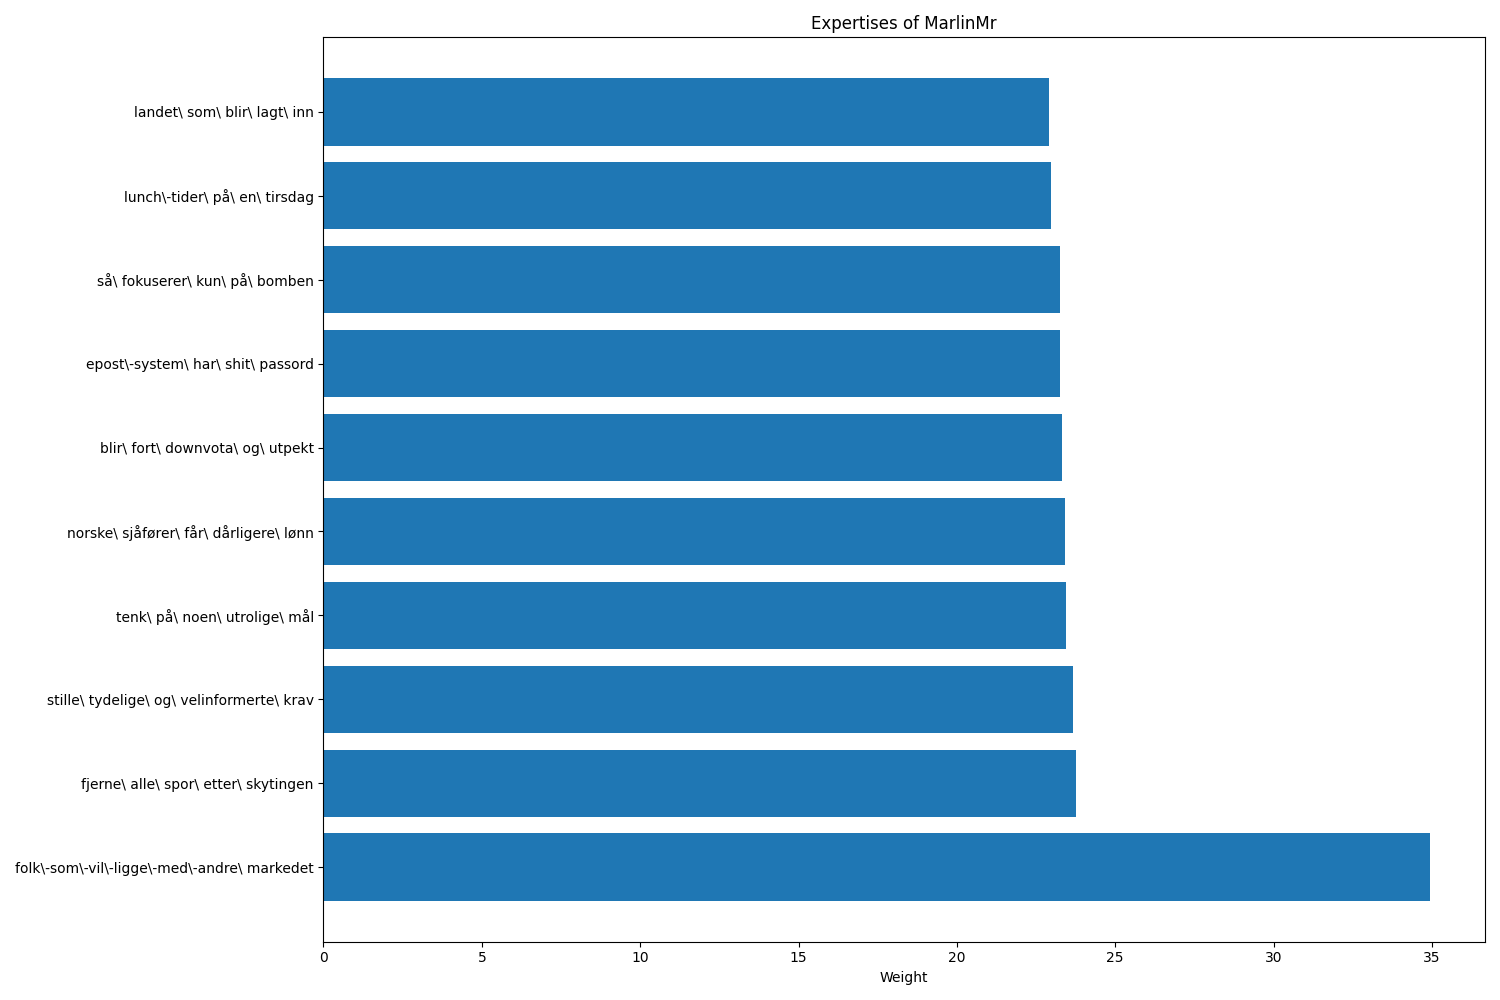 Expertises of MarlinMr
landet\ som\ blir\ lagt\ inn
lunch\-tider\ på\ en\ tirsdag
så\ fokuserer\ kun\ på\ bomben
epost\-system\ har\ shit\ passord
blir\ fort\ downvota\ og\ utpekt
norske\ sjåfører\ får\ dårligere\ lønn
tenk\ på\ noen\ utrolige\ mål
stille\ tydelige\ og\ velinformerte\ krav
fjerne\ alle\ spor\ etter\ skytingen
folk\-som\-vil\-ligge\-med\-andre\ markedet
0 5 10 15 20 25 30 35
Weight